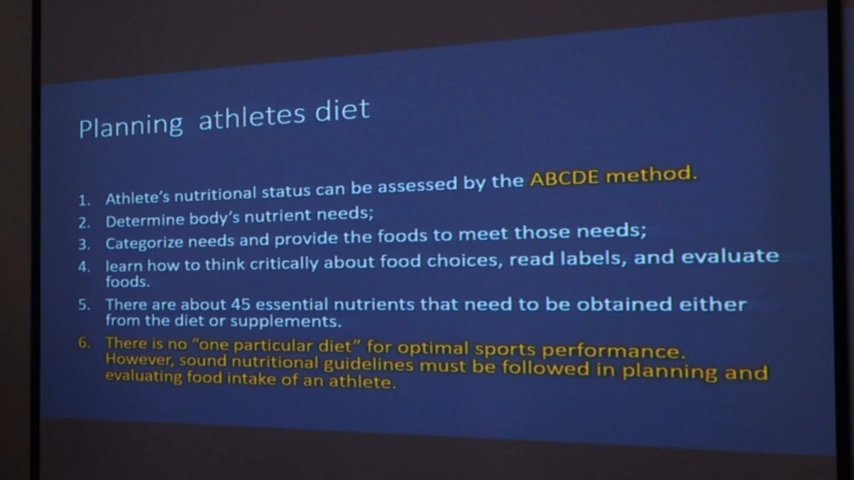 Planning athletes diet
1. Athlete's nutritional status can be assessed by the ABCDE method.
2. Determine body's nutrient needs;
3. Categorize needs and provide the foods to meet those needs;
4. learn how to think critically about food choices, read labels, and evaluate
foods.
5. There are about 45 essential nutrients that need to be obtained either
from the diet or supplements.
6. There is no "one particular diet" for optimal sports performance.
However, sound nutritional guidelines must be followed in planning and
evaluating food intake of an athlete.